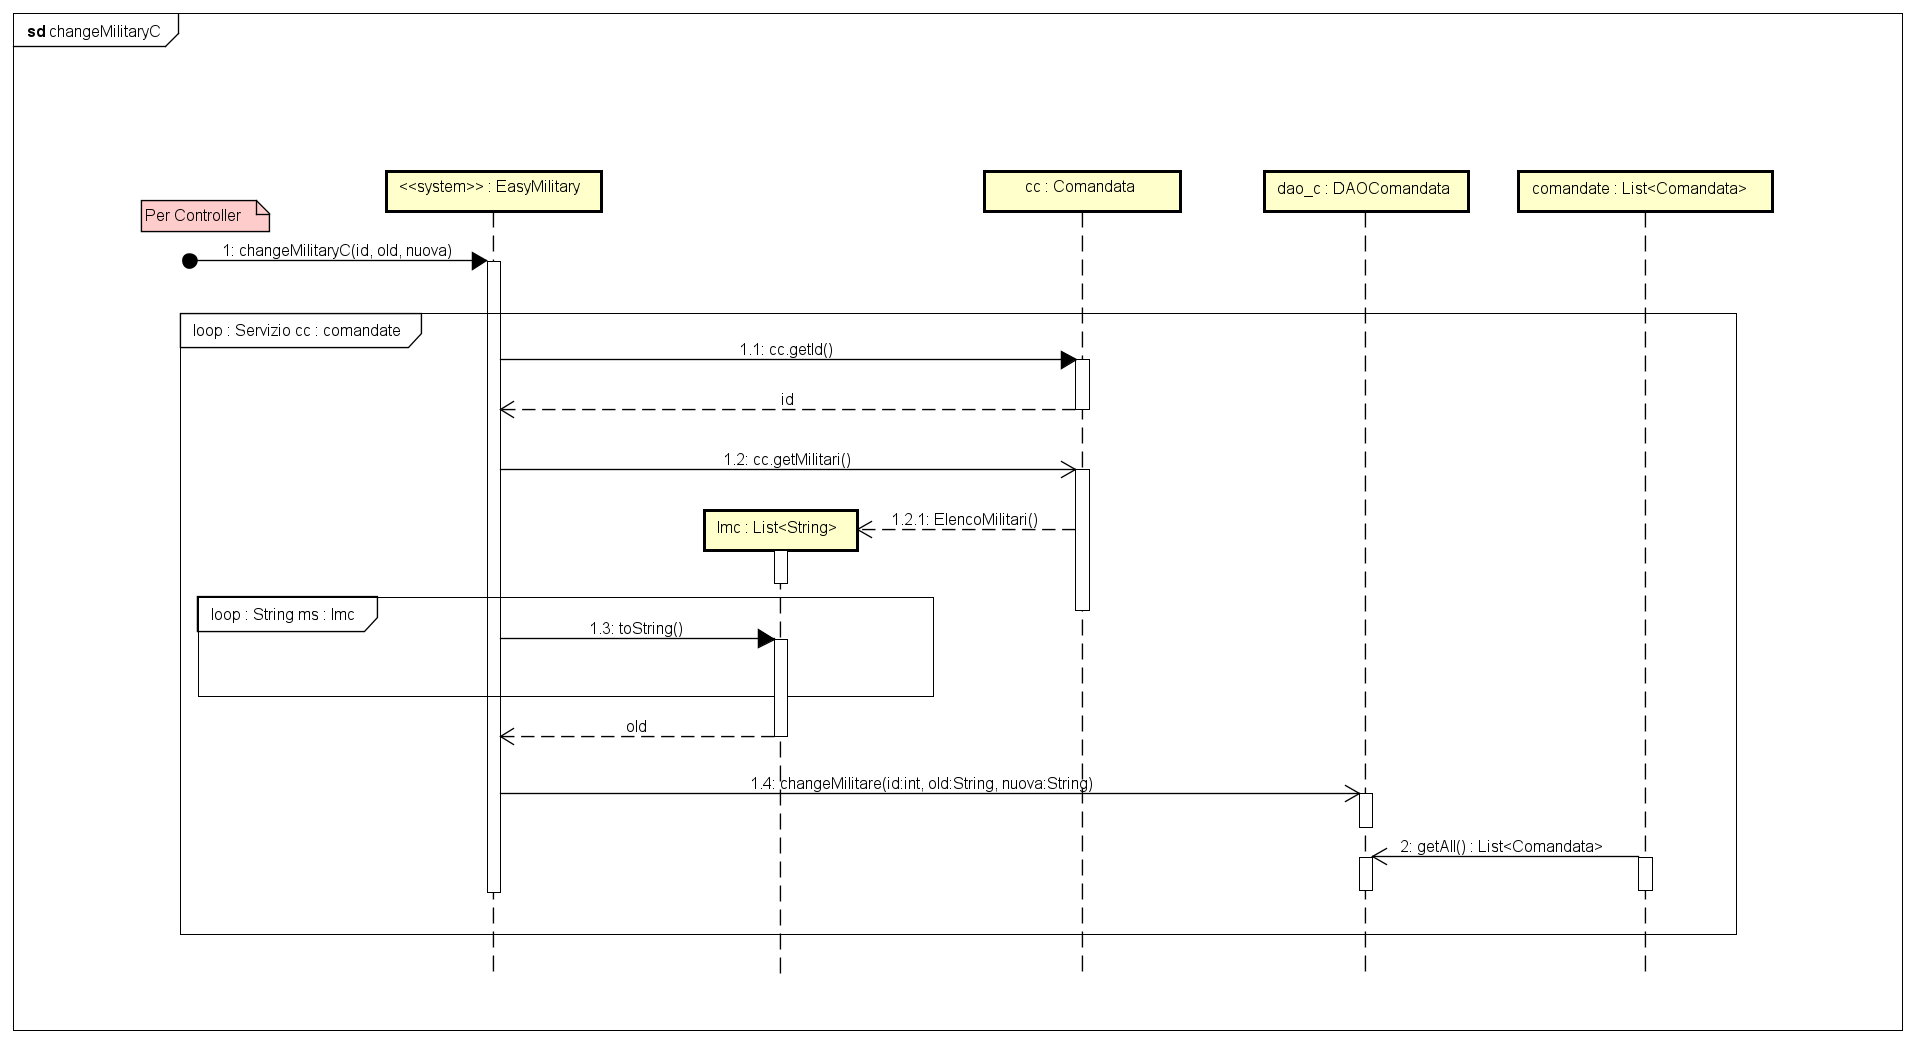 sd changeMilitaryC
<<system>> : EasyMilitary
cc : Comandata
dao_c : DAOComandata
comandate : List<Comandata>
Per Controller
1: changeMilitaryC(id, old, nuova)
loop : Servizio cc : comandate
1.1: cc.getId()
id
1.2: cc.getMilitari()
lmc : List<String>
1.2.1: ElencoMilitari()
loop : String ms : lmc
1.3: toString()
old
1.4: changeMilitare(id:int, old:String, nuova:String)
2: getAll() : List<Comandata>